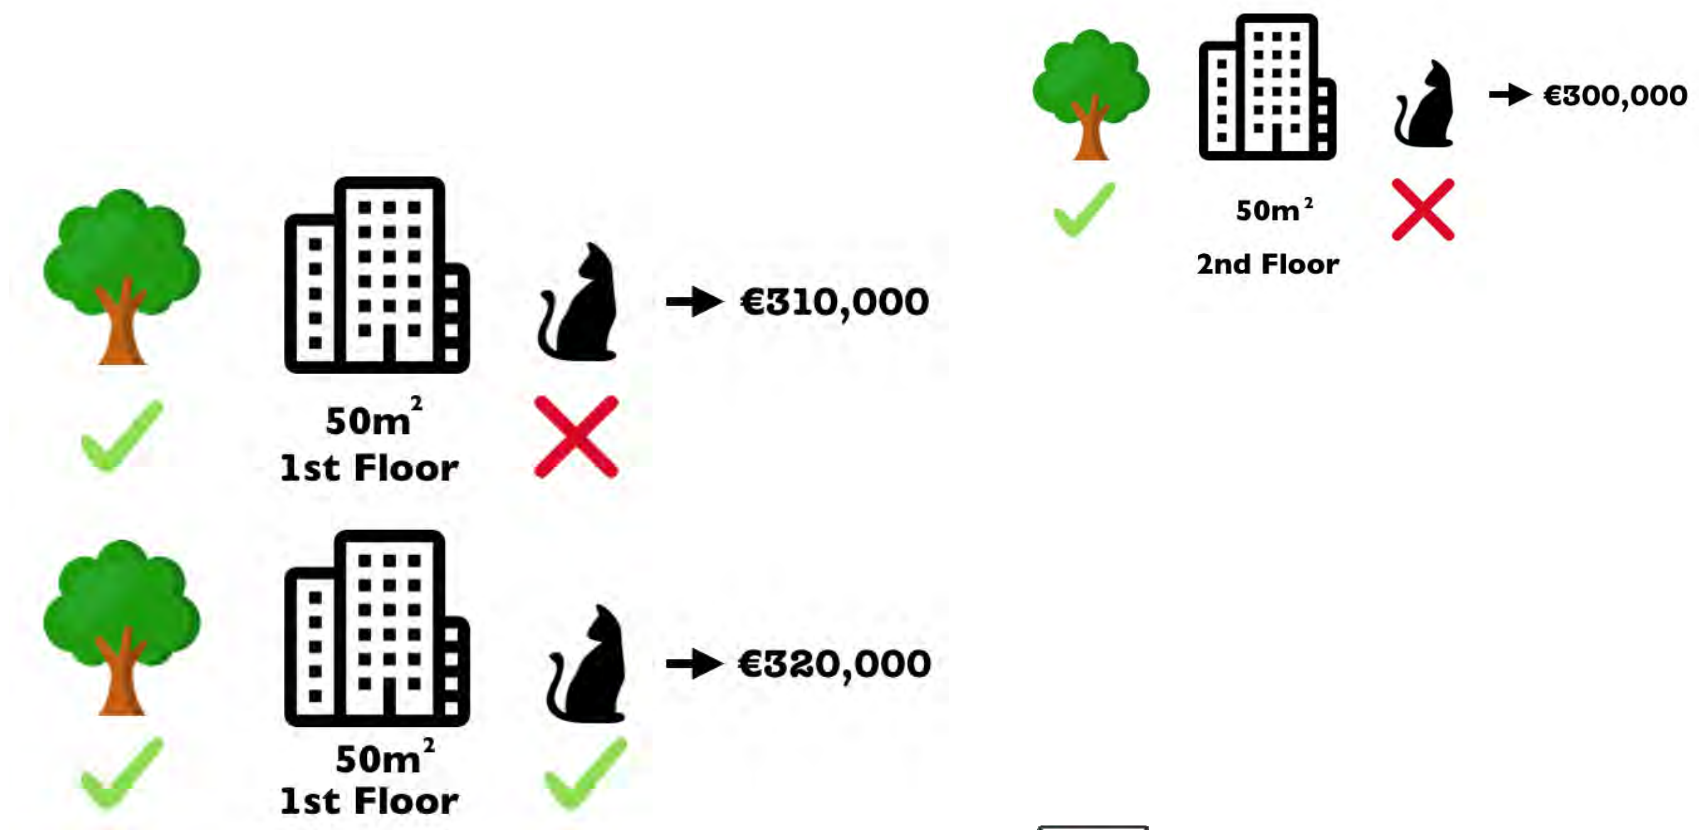 €310,000
50m²
1st Floor
€320,000
50m²
1st Floor
€300,000
50m²
2nd Floor